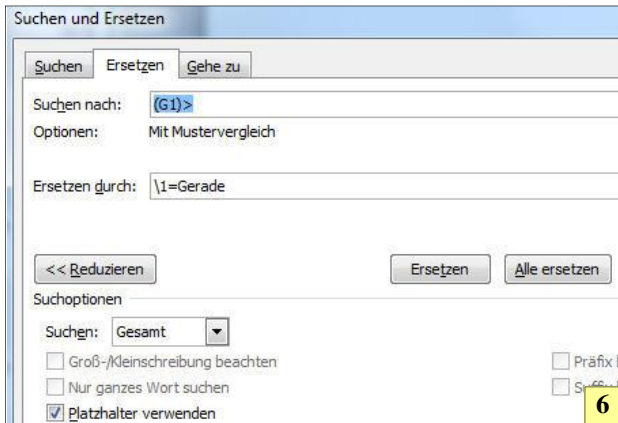 Suchen und Ersetzen
Suchen Ersetzen Gehe zu
Suchen nach: (G1)>
Optionen: Mit Mustervergleich
Ersetzen durch: \1=Gerade
<< Reduzieren Ersetzen Alle ersetzen
Suchoptionen
Suchen: Gesamt
Groß-/Kleinschreibung beachten Präfix
Nur ganzes Wort suchen
Platzhalter verwenden
6